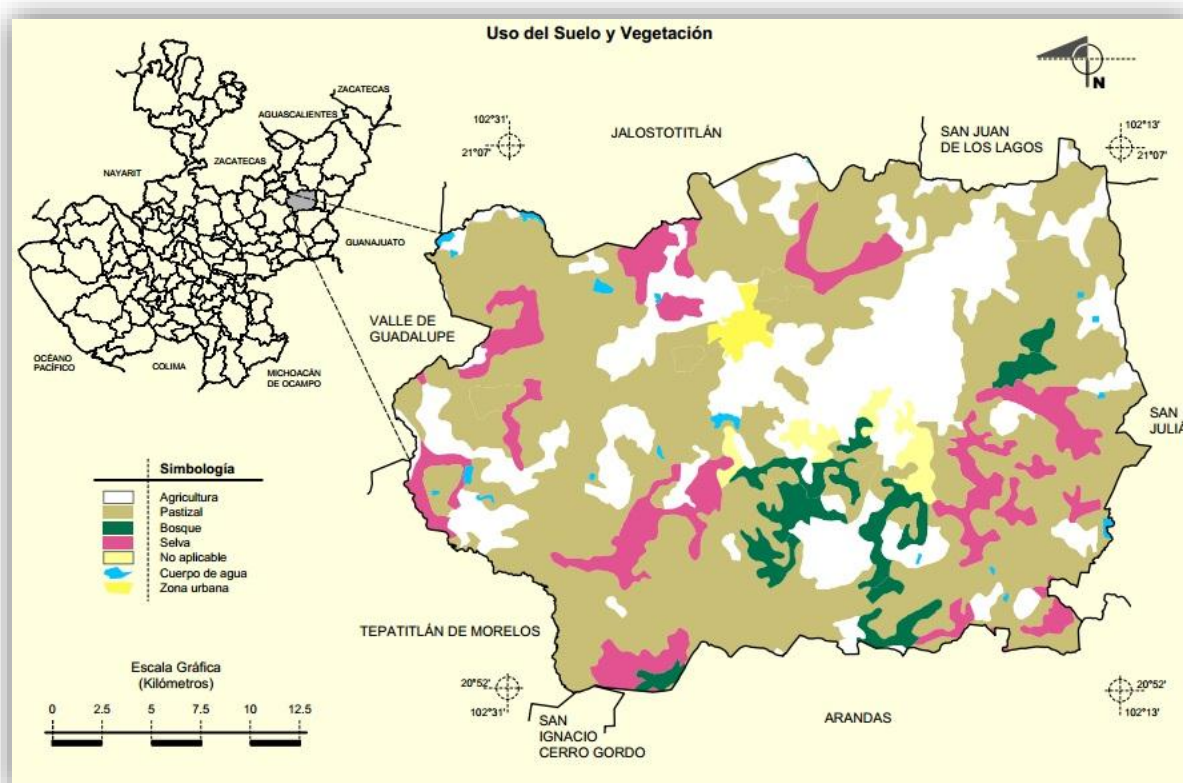 Uso del Suelo y Vegetación
N
ZACATECAS
AGUASCALIENTES
ZACATECAS
NAYARIT
GUANAJUATO
OCÉANO
PACÍFICO
COLIMA
MICHOACÁN
DE OCAMPO
102°31'
21°07'
JALOSTOTITLÁN
SAN JUAN
DE LOS LAGOS
102°13'
21°07'
VALLE DE
GUADALUPE
SAN
JULIÁ
Simbología
Agricultura
Pastizal
Bosque
Selva
No aplicable
Cuerpo de agua
Zona urbana
TEPATITLÁN DE MORELOS
Escala Gráfica
(Kilómetros)
0 2.5 5 7.5 10 12.5
20°52'
102°31'
SAN
IGNACIO
CERRO GORDO
ARANDAS
20°52'
102°13'